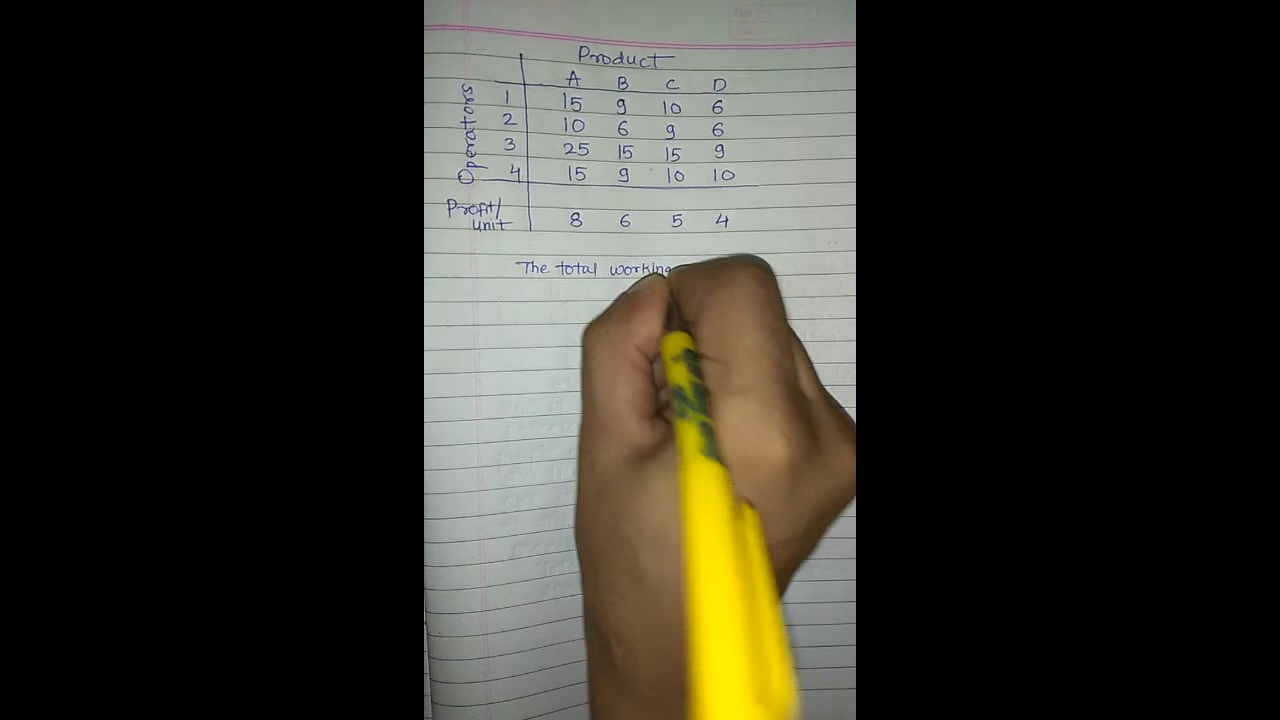 Product
A B C D
Operators
1 15 9 10 6
2 10 6 9 6
3 25 15 15 9
4 15 9 10 10
Profit/
unit 8 6 5 4
The total working